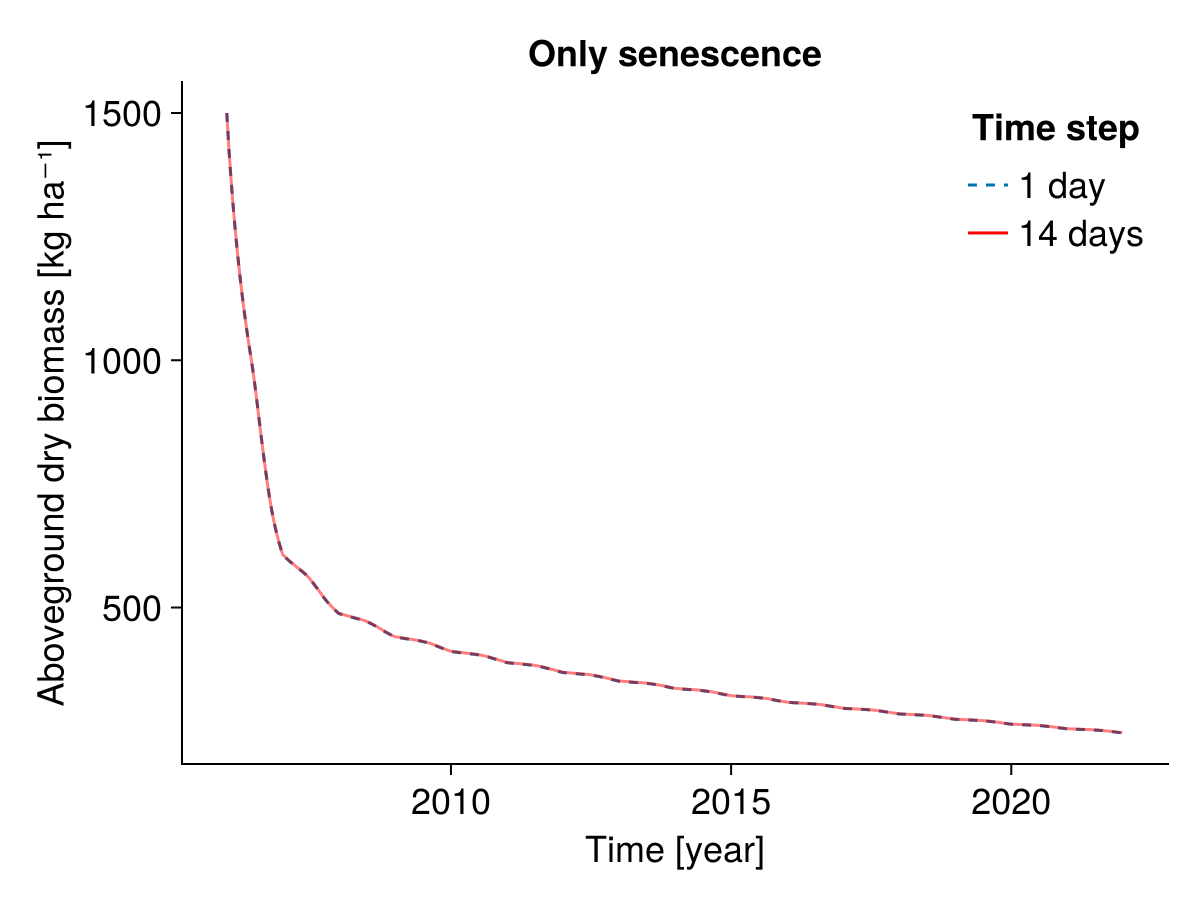 Only senescence
Time step
1 day
14 days
Aboveground dry biomass [kg ha⁻¹]
1500
1000
500
2010 2015 2020
Time [year]